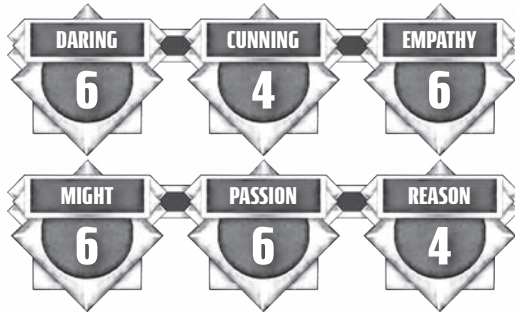 DARING CUNNING EMPATHY
6 4 6
MIGHT PASSION REASON
6 6 4